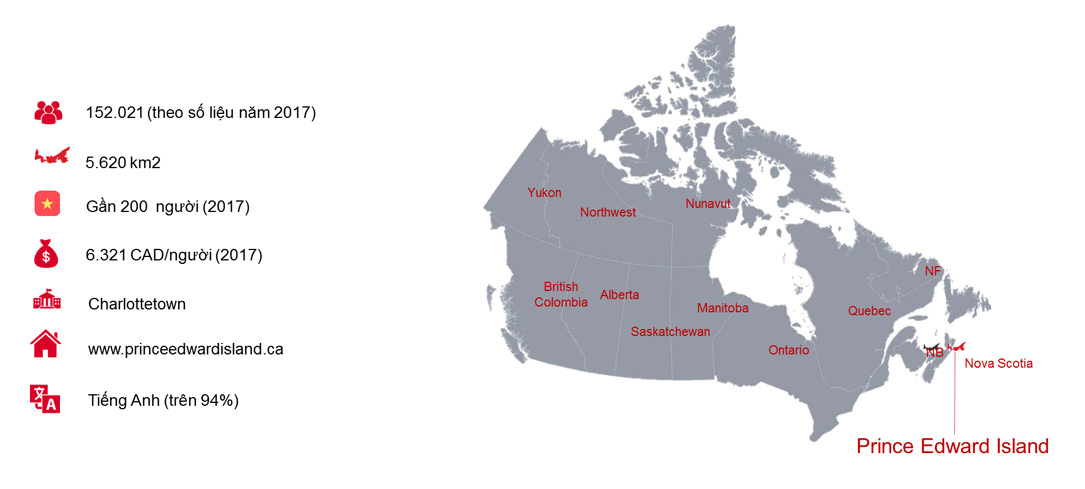 152.021 (theo số liệu năm 2017)
5.620 km2
Gần 200 người (2017)
6.321 CAD/người (2017)
Charlottetown
www.princeedwardisland.ca
Tiếng Anh (trên 94%)
Yukon
Northwest
Nunavut
British
Colombia
Alberta
Saskatchewan
Manitoba
Ontario
Quebec
NF
NB
Nova Scotia
Prince Edward Island
$
A